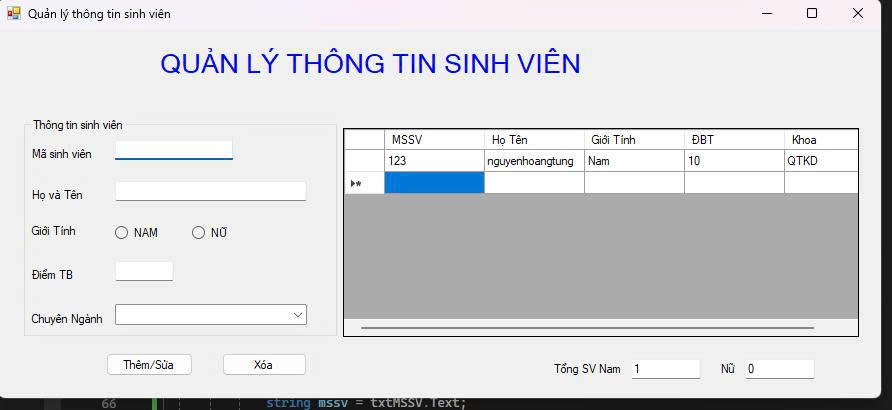 Quản lý thông tin sinh viên
QUẢN LÝ THÔNG TIN SINH VIÊN
Thông tin sinh viên
Mã sinh viên
Họ và Tên
Giới Tính NAM NỮ
Điểm TB
Chuyên Ngành
Thêm/Sửa Xóa
MSSV Họ Tên Giới Tính ĐBT Khoa
123 nguyenhoangtung Nam 10 QTKD
Tổng SV Nam 1 Nữ 0
66 string mssv = txtMSSV.Text;